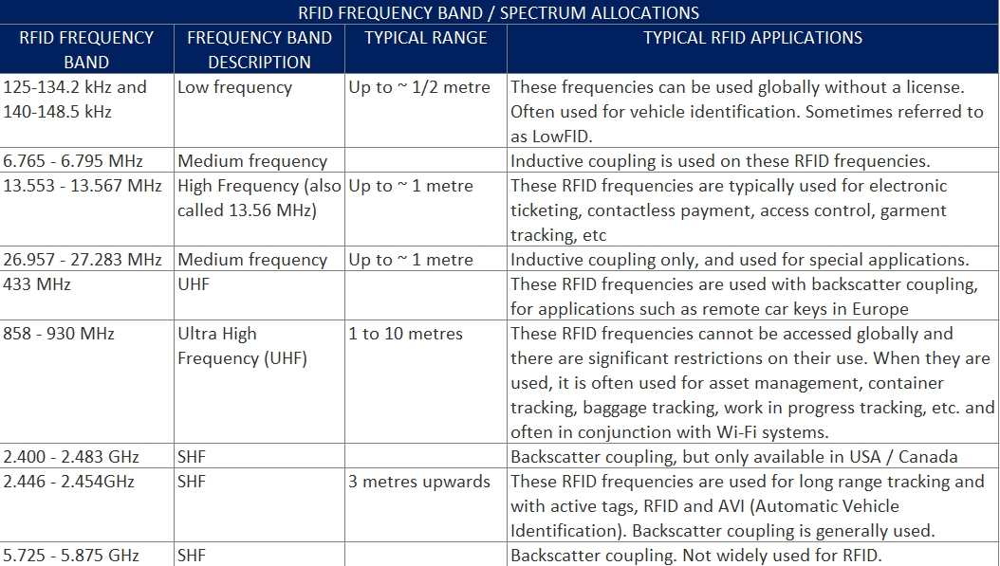 RFID FREQUENCY BAND / SPECTRUM ALLOCATIONS
RFID FREQUENCY BAND
FREQUENCY BAND DESCRIPTION
TYPICAL RANGE
TYPICAL RFID APPLICATIONS
125-134.2 kHz and
140-148.5 kHz
Low frequency
Up to ~ 1/2 metre
These frequencies can be used globally without a license.
Often used for vehicle identification. Sometimes referred to
as LowFID.
6.765 - 6.795 MHz
Medium frequency
Inductive coupling is used on these RFID frequencies.
13.553 - 13.567 MHz
High Frequency (also
called 13.56 MHz)
Up to ~ 1 metre
These RFID frequencies are typically used for electronic
ticketing, contactless payment, access control, garment
tracking, etc
26.957 - 27.283 MHz
Medium frequency
Up to ~ 1 metre
Inductive coupling only, and used for special applications.
433 MHz
UHF
These RFID frequencies are used with backscatter coupling,
for applications such as remote car keys in Europe
858 - 930 MHz
Ultra High
Frequency (UHF)
1 to 10 metres
These RFID frequencies cannot be accessed globally and
there are significant restrictions on their use. When they are
used, it is often used for asset management, container
tracking, baggage tracking, work in progress tracking, etc. and
often in conjunction with Wi-Fi systems.
2.400 - 2.483 GHz
SHF
Backscatter coupling, but only available in USA / Canada
2.446 - 2.454GHz
SHF
3 metres upwards
These RFID frequencies are used for long range tracking and
with active tags, RFID and AVI (Automatic Vehicle
Identification). Backscatter coupling is generally used.
5.725 - 5.875 GHz
SHF
Backscatter coupling. Not widely used for RFID.